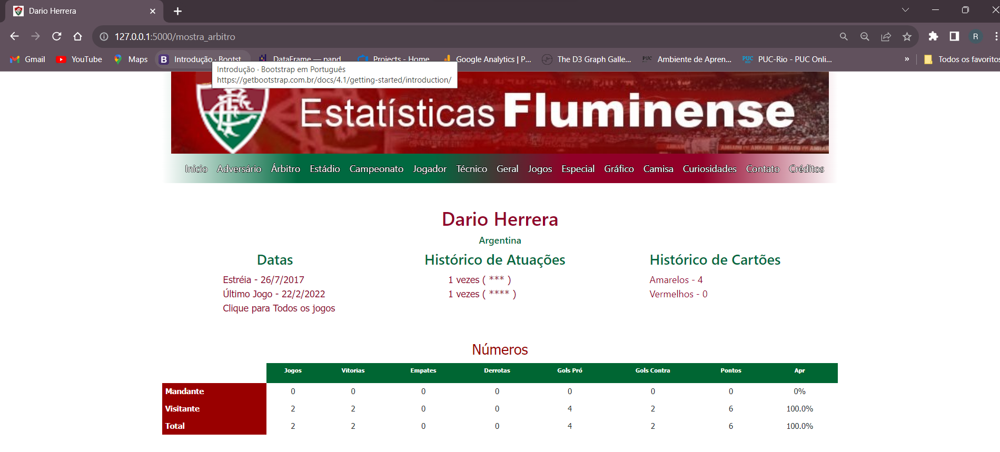 Dario Herrera
127.0.0.1:5000/mostra_arbitro
R
Gmail YouTube Maps Introdução · Bootst... DataFrame — pand... Projects - Home Google Analytics | P... The D3 Graph Galle... Ambiente de Apren... PUC-Rio - PUC Onli... » Todos os favoritos
Introdução · Bootstrap em Português
https://getbootstrap.com.br/docs/4.1/getting-started/introduction/
Estatísticas Fluminense
Inicio Adversário Árbitro Estádio Campeonato Jogador Técnico Geral Jogos Especial Gráfico Camisa Curiosidades Contato Créditos
Dario Herrera
Argentina
Datas
Estréia - 26/7/2017
Último Jogo - 22/2/2022
Clique para Todos os jogos
Histórico de Atuações
1 vezes ( *** )
1 vezes ( **** )
Histórico de Cartões
Amarelos - 4
Vermelhos - 0
Números
Jogos Vitorias Empates Derrotas Gols Pró Gols Contra Pontos Apr
Mandante 0 0 0 0 0 0 0 0%
Visitante 2 2 0 0 4 2 6 100.0%
Total 2 2 0 0 4 2 6 100.0%